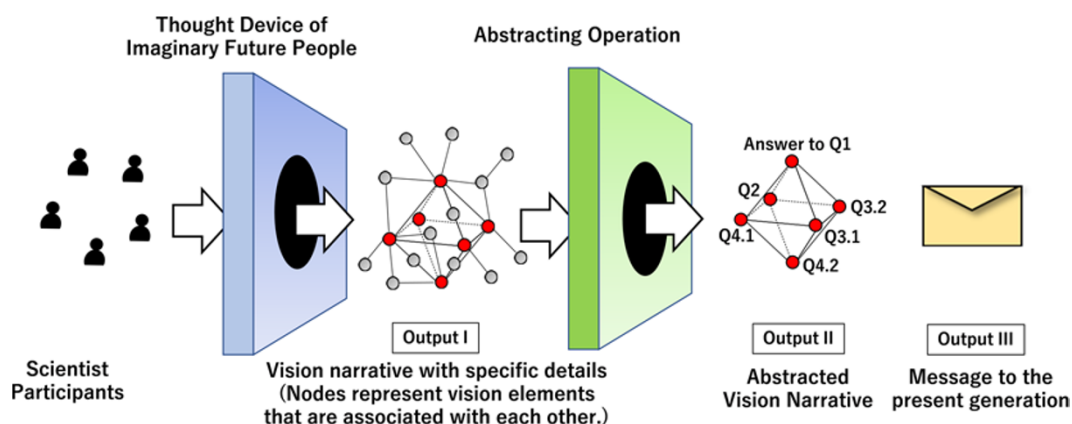 Thought Device of
Imaginary Future People
Abstracting Operation
Answer to Q1
Q2
Q3.2
Q4.1
Q3.1
Q4.2
Output I
Output II
Output III
Scientist
Participants
Vision narrative with specific details
(Nodes represent vision elements
that are associated with each other.)
Abstracted
Vision Narrative
Message to the
present generation